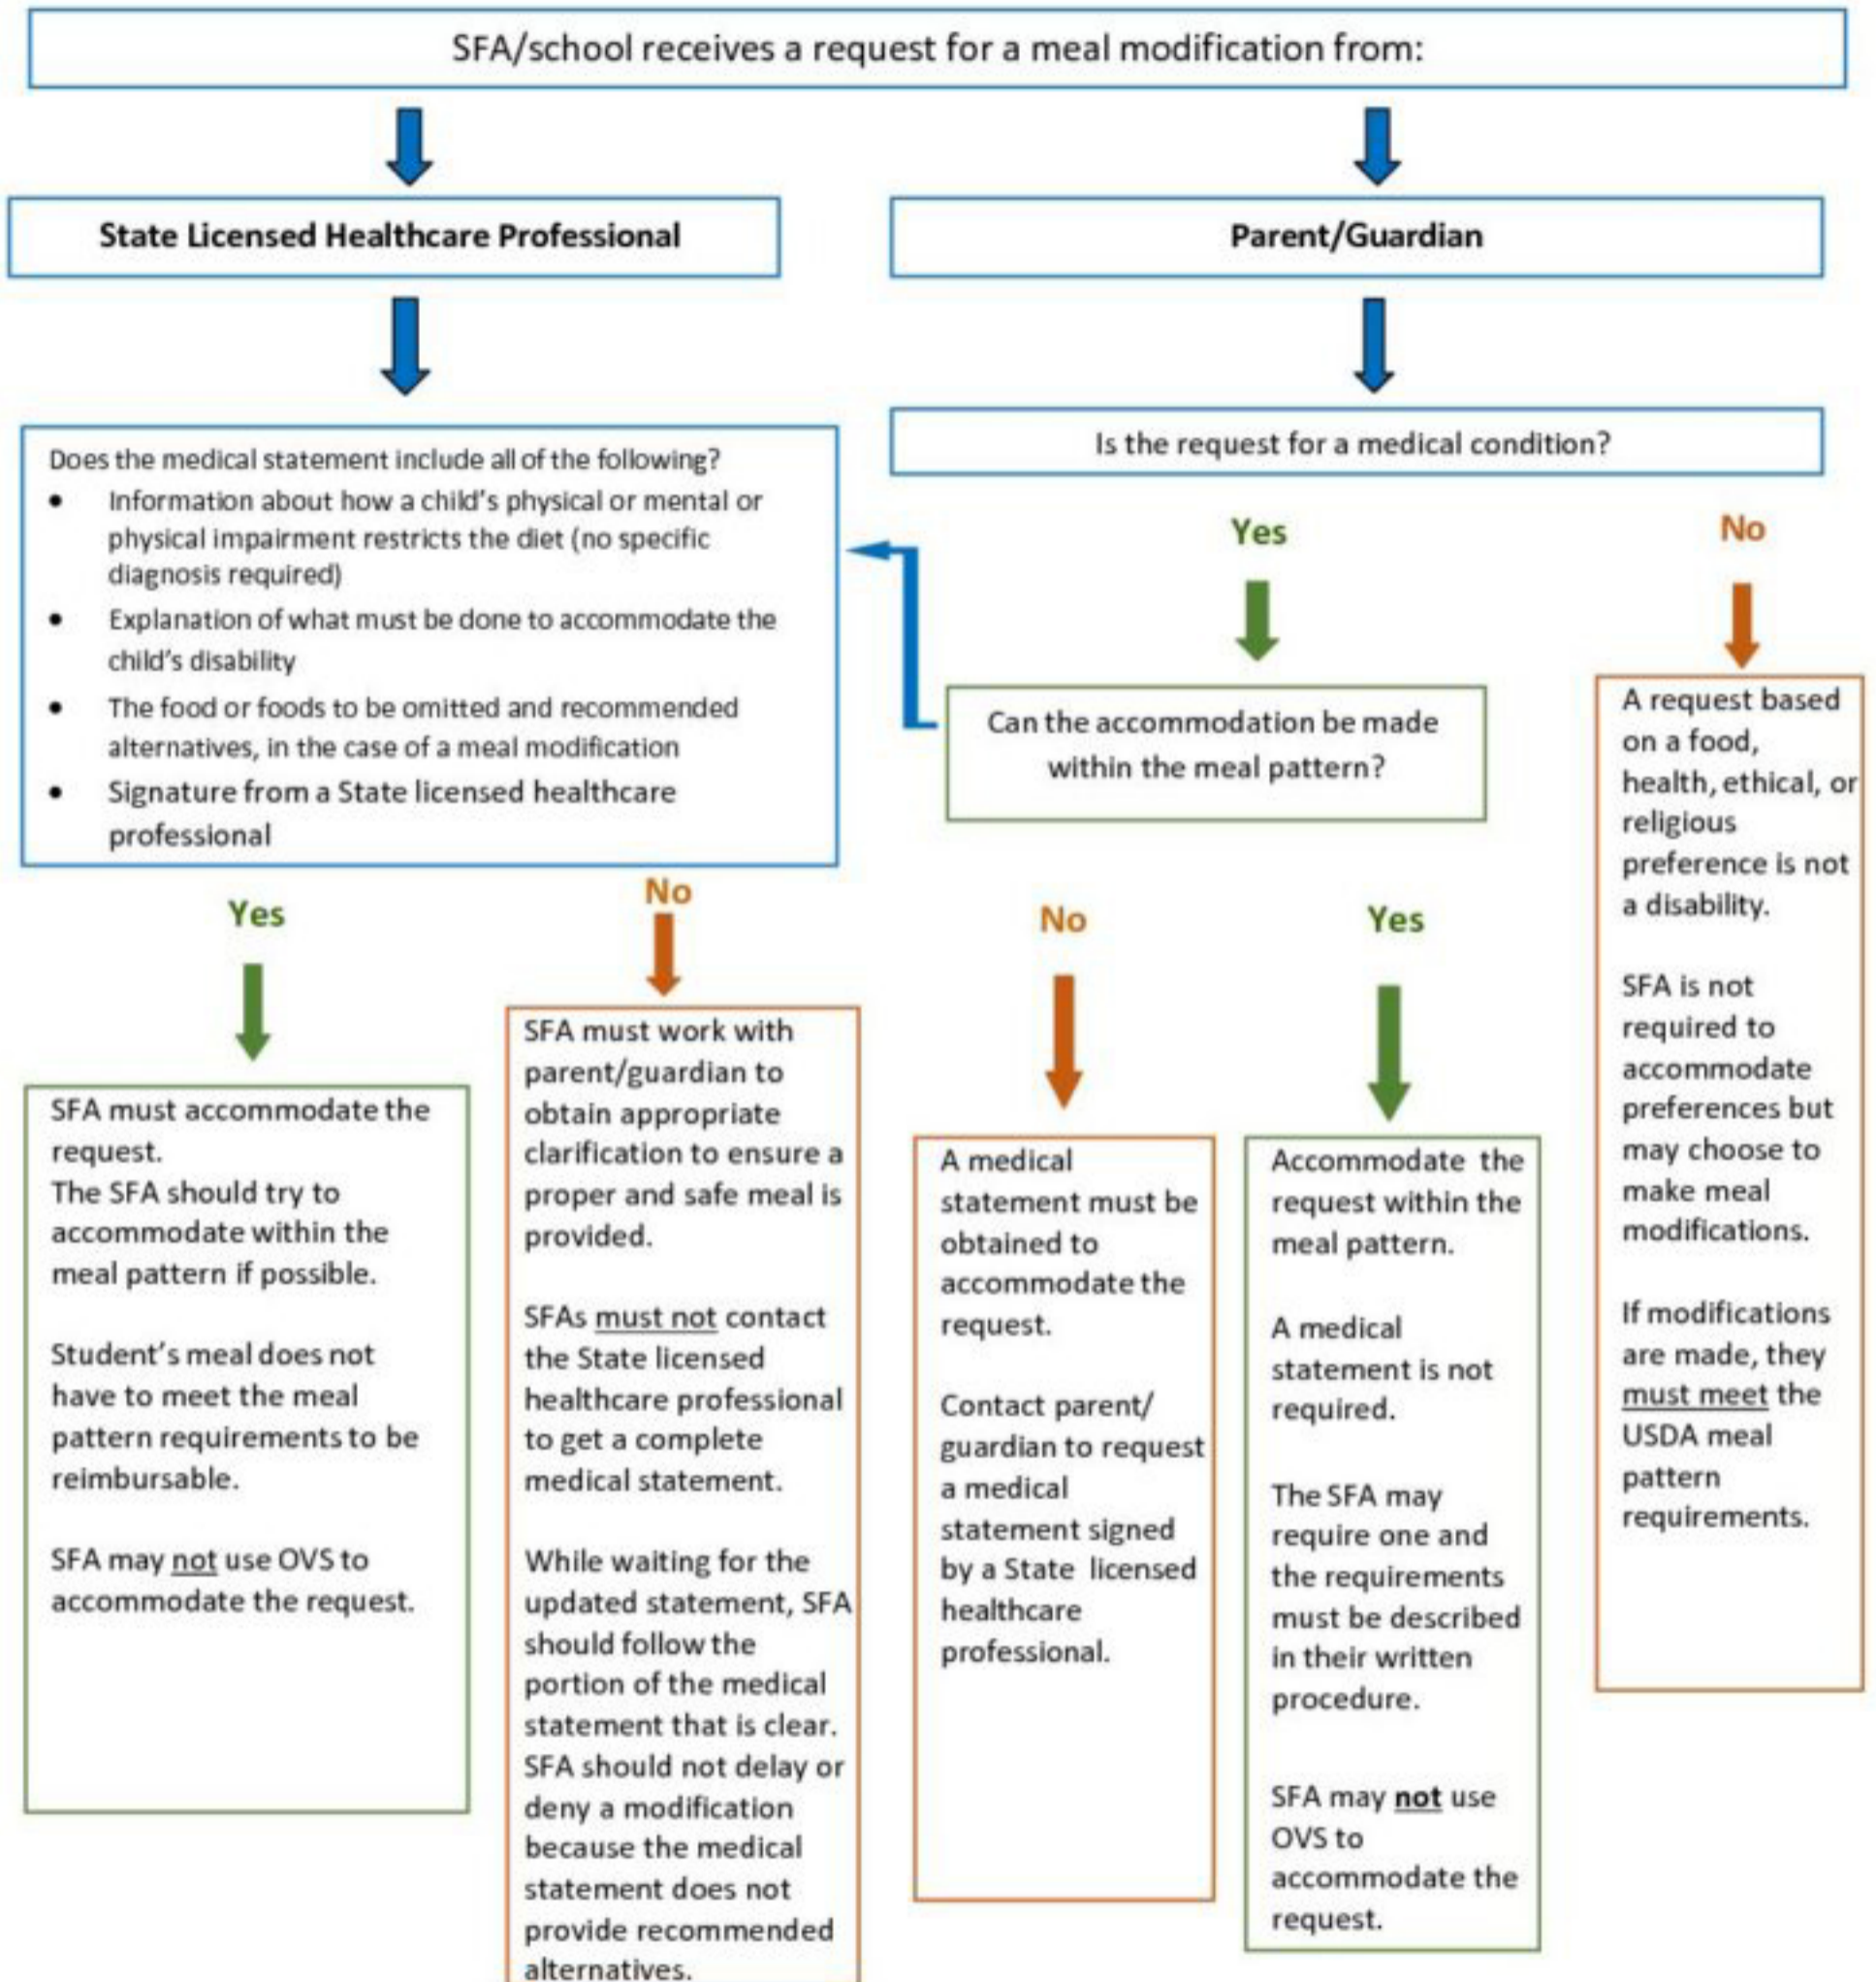 SFA/school receives a request for a meal modification from:
State Licensed Healthcare Professional
Parent/Guardian
Does the medical statement include all of the following?
• Information about how a child's physical or mental or
physical impairment restricts the diet (no specific
diagnosis required)
• Explanation of what must be done to accommodate the
child's disability
• The food or foods to be omitted and recommended
alternatives, in the case of a meal modification
• Signature from a State licensed healthcare
professional
Is the request for a medical condition?
Yes
No
Can the accommodation be made
within the meal pattern?
A request based
on a food,
health, ethical, or
religious
preference is not
a disability.
SFA is not
required to
accommodate
preferences but
may choose to
make meal
modifications.
If modifications
are made, they
must meet the
USDA meal
pattern
requirements.
Yes
No
No
Yes
SFA must accommodate the
request.
The SFA should try to
accommodate within the
meal pattern if possible.
Student's meal does not
have to meet the meal
pattern requirements to be
reimbursable.
SFA may not use OVS to
accommodate the request.
SFA must work with
parent/guardian to
obtain appropriate
clarification to ensure a
proper and safe meal is
provided.
SFAs must not contact
the State licensed
healthcare professional
to get a complete
medical statement.
While waiting for the
updated statement, SFA
should follow the
portion of the medical
statement that is clear.
SFA should not delay or
deny a modification
because the medical
statement does not
provide recommended
alternatives.
A medical
statement must be
obtained to
accommodate the
request.
Contact parent/
guardian to request
a medical
statement signed
by a State licensed
healthcare
professional.
Accommodate the
request within the
meal pattern.
A medical
statement is not
required.
The SFA may
require one and
the requirements
must be described
in their written
procedure.
SFA may not use
OVS to
accommodate the
request.